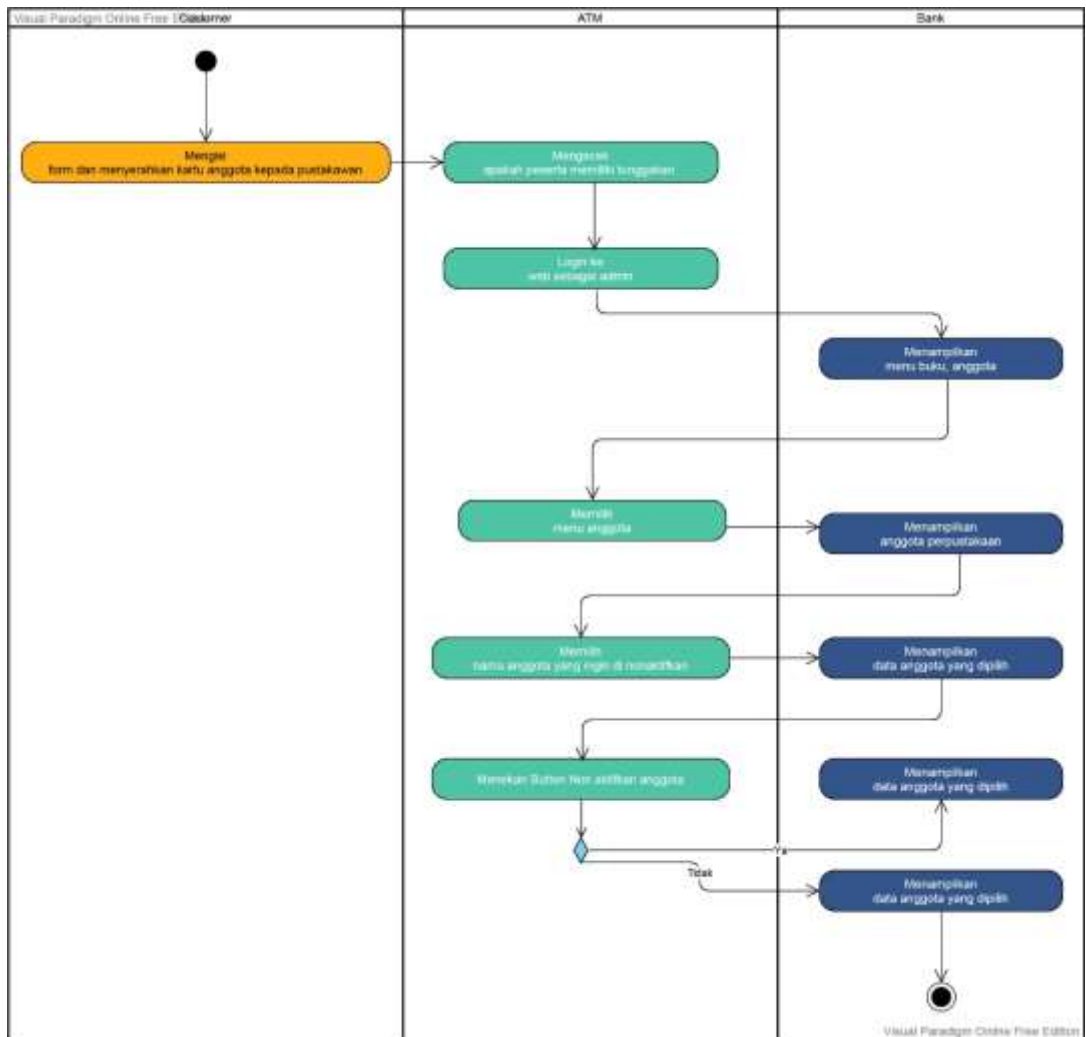 Visual Paradigm Online Free
Customer
ATM
Bank
Mengisi
form dan menyerahkan kartu anggota kepada pustakawan
Mengecek
apakah peserta memiliki tunggakan
Login ke
web sebagai admin
Menampilkan
menu buku, anggota
Memilih
menu anggota
Menampilkan
anggota perpustakaan
Memilih
nama anggota yang ingin di nonaktifkan
Menampilkan
data anggota yang dipilih
Menekan Button Non aktifkan anggota
Menampilkan
data anggota yang dipilih
Ya
Tidak
Menampilkan
data anggota yang dipilih
Visual Paradigm Online Free Edition